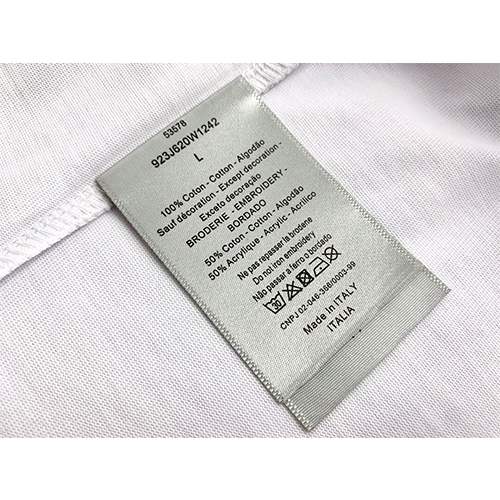 53578
923J620W1242
L
100% Coton - Cotton - Algodão
Sauf décoration - Except decoration -
Exceto decoração
BRODERIE - EMBROIDERY -
BORDADO
50% Coton - Cotton - Algodão
50% Acrylique - Acrylic - Acrilico
Ne pas repasser la broderie
Do not iron embroidery
Não passar a ferro o bordado
30
CNPJ 02-046-366/0003-99
Made in ITALY
ITALIA